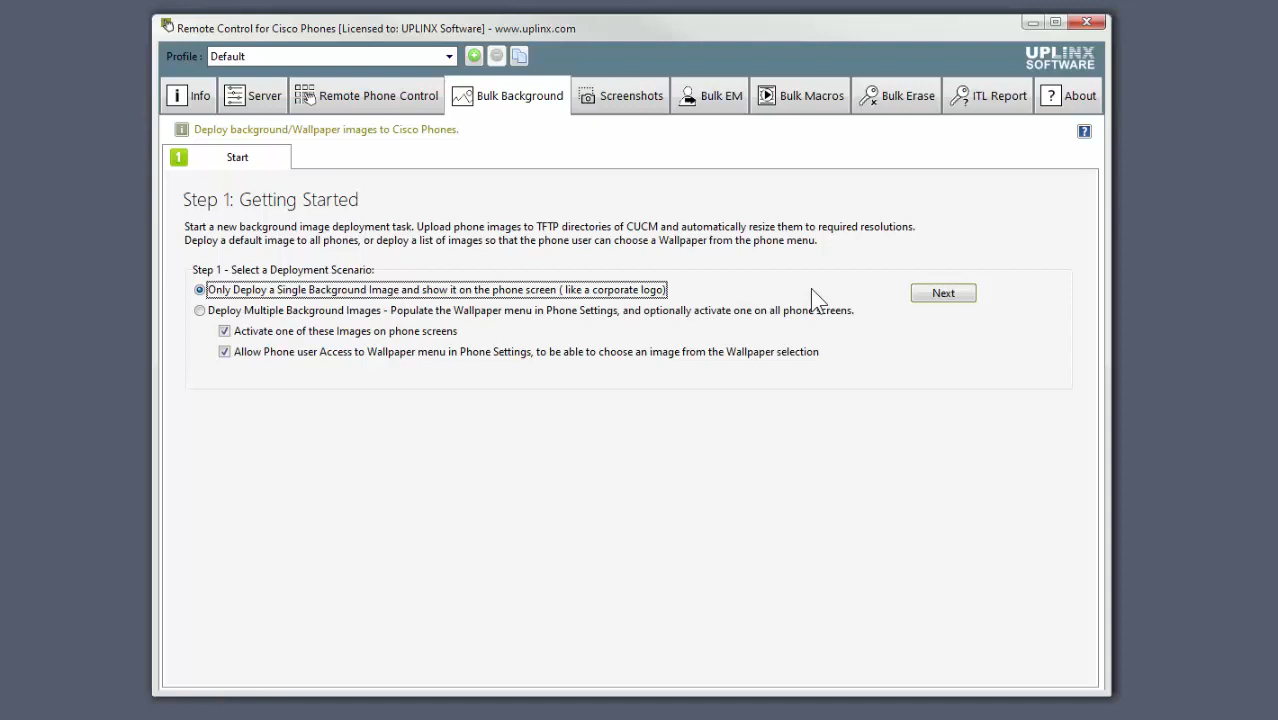 Remote Control for Cisco Phones [Licensed to: UPLINX Software] - www.uplinx.com
Profile : Default
UPLINX
SOFTWARE
i Info
Server
Remote Phone Control
Bulk Background
Screenshots
Bulk EM
Bulk Macros
Bulk Erase
ITL Report
? About
i Deploy background/Wallpaper images to Cisco Phones.
?
1 Start
Step 1: Getting Started
Start a new background image deployment task. Upload phone images to TFTP directories of CUCM and automatically resize them to required resolutions.
Deploy a default image to all phones, or deploy a list of images so that the phone user can choose a Wallpaper from the phone menu.
Step 1 - Select a Deployment Scenario:
Only Deploy a Single Background Image and show it on the phone screen ( like a corporate logo)
Next
Deploy Multiple Background Images - Populate the Wallpaper menu in Phone Settings, and optionally activate one on all phone screens.
Activate one of these Images on phone screens
Allow Phone user Access to Wallpaper menu in Phone Settings, to be able to choose an image from the Wallpaper selection